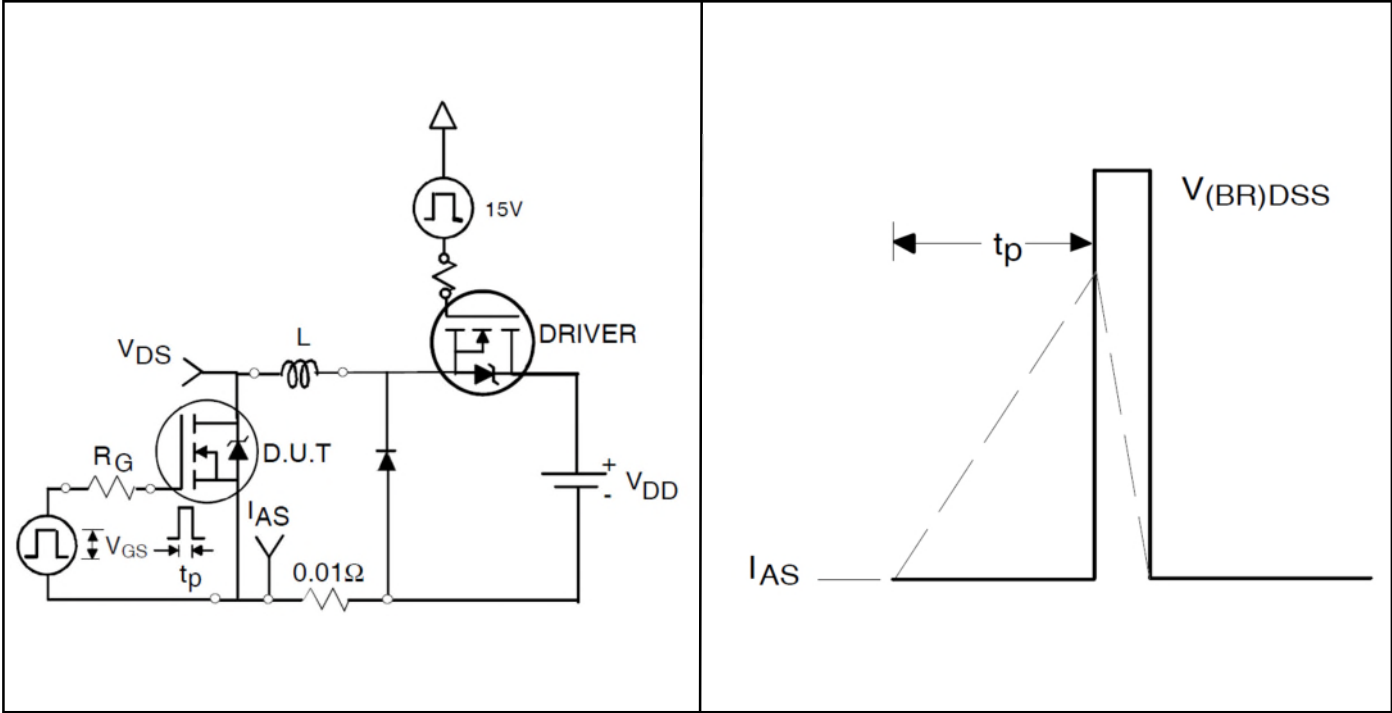 15V
DRIVER
L
VDS
D.U.T
RG
+
VDD
-
IAS
VGS
tp
0.01Ω
V(BR)DSS
tp
IAS